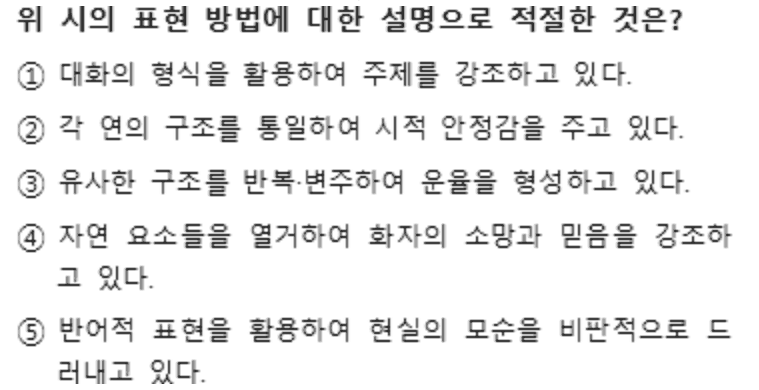 위 시의 표현 방법에 대한 설명으로 적절한 것은?
① 대화의 형식을 활용하여 주제를 강조하고 있다.
② 각 연의 구조를 통일하여 시적 안정감을 주고 있다.
③ 유사한 구조를 반복·변주하여 운율을 형성하고 있다.
④ 자연 요소들을 열거하여 화자의 소망과 믿음을 강조하
고 있다.
⑤ 반어적 표현을 활용하여 현실의 모순을 비판적으로 드
러내고 있다.